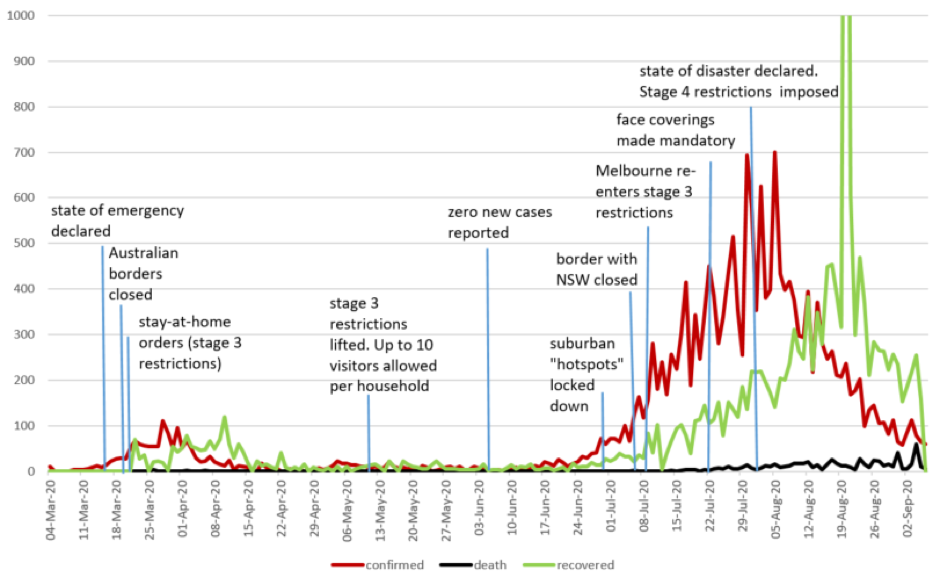 1000
900
800
700
600
500
400
300
200
100
0
state of emergency
declared
Australian
borders
closed
stay-at-home
orders (stage 3
restrictions)
stage 3
restrictions
lifted. Up to 10
visitors allowed
per household
zero new cases
reported
suburban
"hotspots"
locked
down
border with
NSW closed
Melbourne re-
enters stage 3
restrictions
face coverings
made mandatory
state of disaster declared.
Stage 4 restrictions imposed
04-Mar-20
11-Mar-20
18-Mar-20
25-Mar-20
01-Apr-20
08-Apr-20
15-Apr-20
22-Apr-20
29-Apr-20
06-May-20
13-May-20
20-May-20
27-May-20
03-Jun-20
10-Jun-20
17-Jun-20
24-Jun-20
01-Jul-20
08-Jul-20
15-Jul-20
22-Jul-20
29-Jul-20
05-Aug-20
12-Aug-20
19-Aug-20
26-Aug-20
02-Sep-20
confirmed
death
recovered